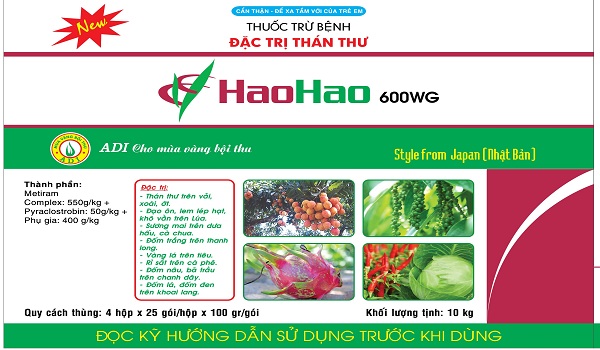 CẨN THẬN - ĐỂ XA TẦM VỚI CỦA TRẺ EM
New
THUỐC TRỪ BỆNH
ĐẶC TRỊ THÁN THƯ
HaoHao 600WG
MÙA VÀNG BỘI THU
ADI
ADI Cho mùa vàng bội thu
Style from Japan (Nhật Bản)
Thành phần:
Metiram
Complex: 550g/kg +
Pyraclostrobin: 50g/kg +
Phụ gia: 400 g/kg
Đặc trị:
- Thán thư trên vải,
xoài, ớt.
- Đạo ôn, lem lép hạt,
khô vằn trên Lúa.
- Sương mai trên dưa
hấu, cà chua.
- Đốm trắng trên thanh
long.
- Vàng lá trên tiêu.
- Rỉ sắt trên cà phê.
- Đốm nâu, bã trầu
trên chanh dây.
- Đốm lá, đốm đen
trên khoai lang.
Quy cách thùng: 4 hộp x 25 gói/hộp x 100 gr/gói
Khối lượng tịnh: 10 kg
ĐỌC KỸ HƯỚNG DẪN SỬ DỤNG TRƯỚC KHI DÙNG